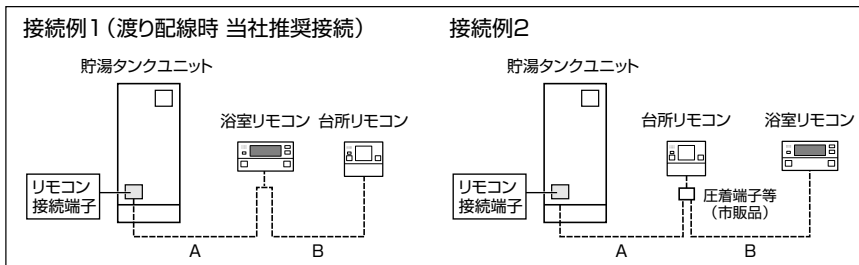 接続例1（渡り配線時 当社推奨接続）
貯湯タンクユニット
浴室リモコン
台所リモコン
リモコン
接続端子
A
B
接続例2
貯湯タンクユニット
台所リモコン
浴室リモコン
リモコン
接続端子
圧着端子等
（市販品）
A
B